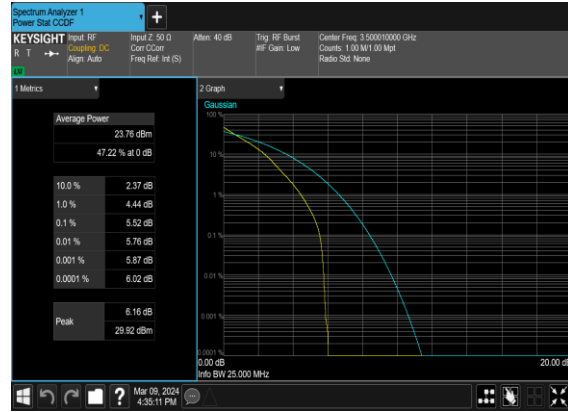 Spectrum Analyzer 1
Power Stat CCDF
KEYSIGHT
R T
LM
Input: RF
Coupling: DC
Align: Auto
Input Z: 50 Ω
Corr CCorr
Freq Ref: Int (S)
Atten: 40 dB
Trig: RF Burst
#IF Gain: Low
Center Freq: 3.500010000 GHz
Counts: 1.00 M/1.00 Mpt
Radio Std: None
1 Metrics
Average Power
23.76 dBm
47.22 % at 0 dB
10.0 % 2.37 dB
1.0 % 4.44 dB
0.1 % 5.52 dB
0.01 % 5.76 dB
0.001 % 5.87 dB
0.0001 % 6.02 dB
Peak
6.16 dB
29.92 dBm
2 Graph
Gaussian
100 %
10 %
1 %
0.1 %
0.01 %
0.001 %
0.0001 %
0.00 dB 20.00 dB
Info BW 25.000 MHz
?
Mar 09, 2024
4:35:11 PM